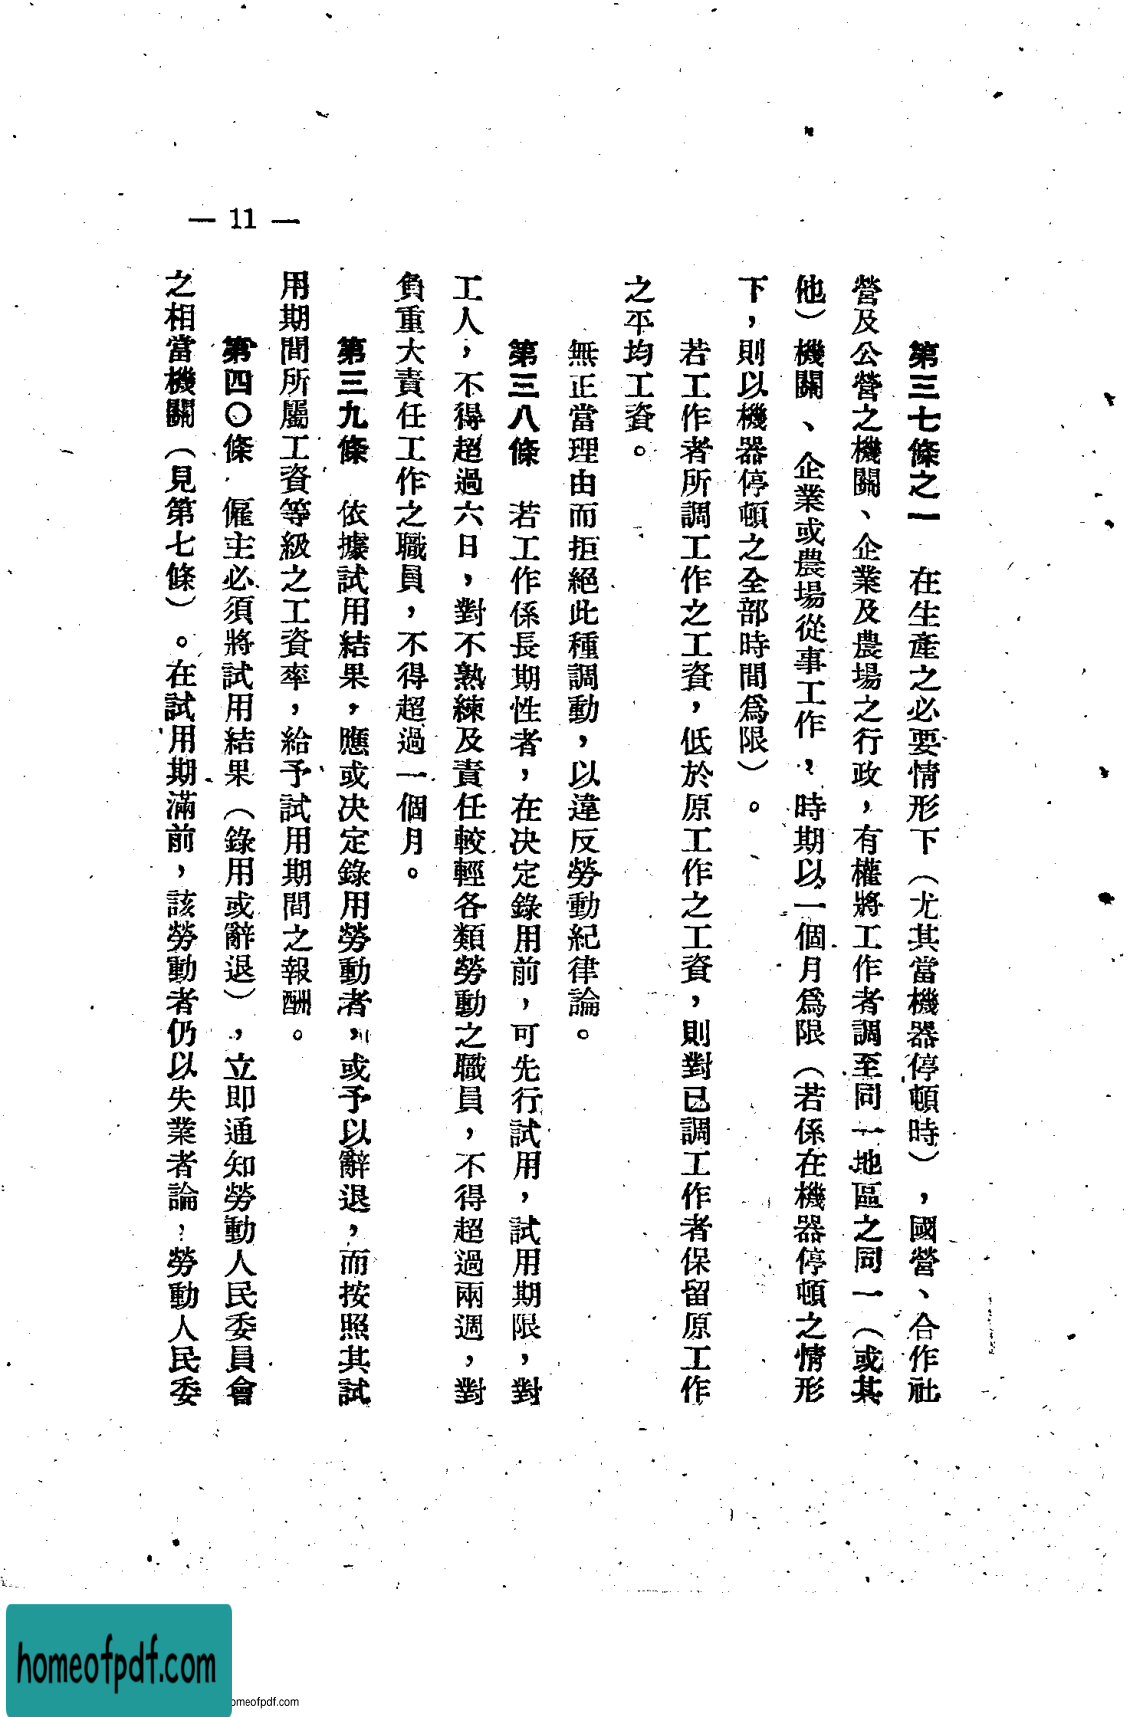 — 11 —
第三七條之一　在生產之必要情形下（尤其當機器停頓時），國營、合作社
營及公營之機關、企業及農場之行政，有權將工作者調至同一地區之同一（或其
他）機關、企業或農場從事工作，時期以一個月爲限（若係在機器停頓之情形
下，則以機器停頓之全部時間爲限）。
若工作者所調工作之工資，低於原工作之工資，則對已調工作者保留原工作
之平均工資。
無正當理由而拒絕此種調動，以違反勞動紀律論。
第三八條　若工作係長期性者，在决定錄用前，可先行試用，試用期限，對
工人，不得超過六日，對不熟練及責任較輕各類勞動之職員，不得超過兩週，對
負重大責任工作之職員，不得超過一個月。
第三九條　依據試用結果，應或决定錄用勞動者，或予以辭退，而按照其試
用期間所屬工資等級之工資率，給予試用期間之報酬。
第四〇條　僱主必須將試用結果（錄用或辭退），立即通知勞動人民委員會
之相當機關（見第七條）。在試用期滿前，該勞動者仍以失業者論，勞動人民委
homeofpdf.com
omeofpdf.com